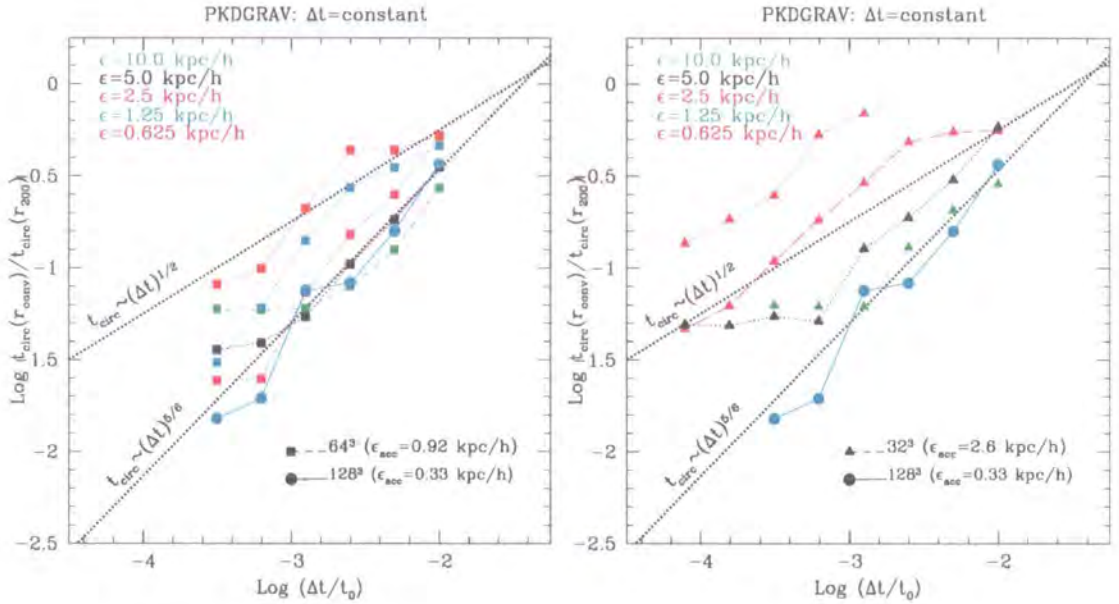 PKDGRAV: Δt=constant
Log (t_circ(r_conv)/t_circ(r_200))
0
-0.5
-1
1.5
-2
-2.5
ε=10.0 kpc/h
ε=5.0 kpc/h
ε=2.5 kpc/h
ε=1.25 kpc/h
ε=0.625 kpc/h
t_circ~(Δt)^1/2
t_circ~(Δt)^5/6
64³ (ε_acc=0.92 kpc/h)
128³ (ε_acc=0.33 kpc/h)
-4
-3
-2
Log (Δt/t_0)
PKDGRAV: Δt=constant
Log (t_circ(r_conv)/t_circ(r_200))
0
-0.5
-1
1.5
-2
-2.5
ε=10.0 kpc/h
ε=5.0 kpc/h
ε=2.5 kpc/h
ε=1.25 kpc/h
ε=0.625 kpc/h
t_circ~(Δt)^1/2
t_circ~(Δt)^5/6
32³ (ε_acc=2.6 kpc/h)
128³ (ε_acc=0.33 kpc/h)
-4
-3
-2
Log (Δt/t_0)